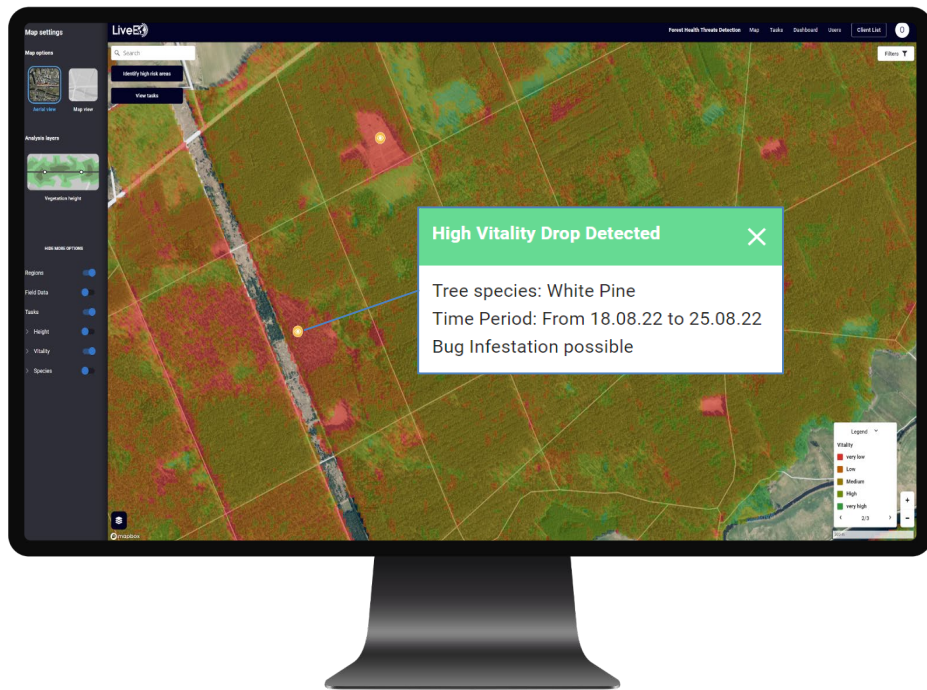 Map settings
LiveEO
Forest Health Threats Detection
Map
Tasks
Dashboard
Users
Client List
Map options
Aerial view
Map view
Analysis layers
Vegetation height
HIDE MORE OPTIONS
Regions
Field Data
Tasks
Height
Vitality
Species
Search
Identify high risk areas
View tasks
Filters
High Vitality Drop Detected
Tree species: White Pine
Time Period: From 18.08.22 to 25.08.22
Bug Infestation possible
Legend
Vitality
very low
Low
Medium
High
very high
2/3
mapbox